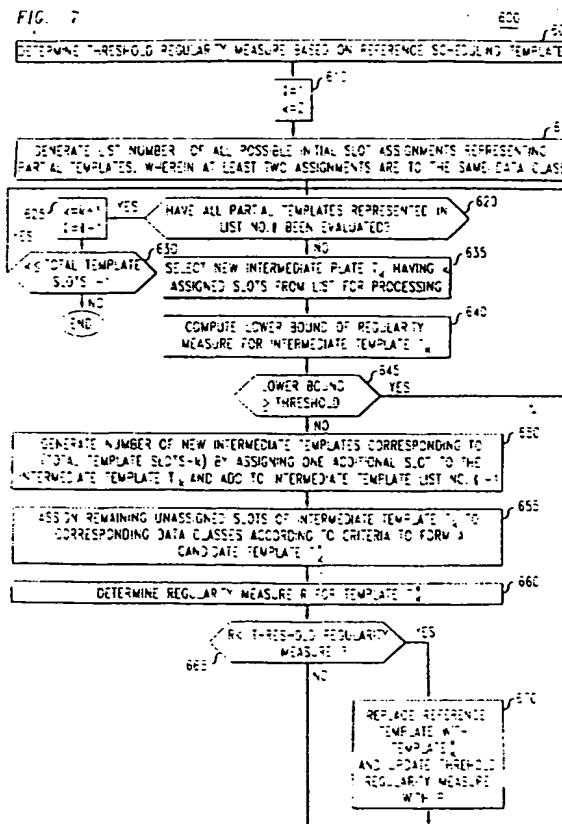 FIG. 7
600
DETERMINE THRESHOLD REGULARITY MEASURE BASED ON REFERENCE SCHEDULING TEMPLATE
610
GENERATE LIST NUMBER OF ALL POSSIBLE INITIAL SLOT ASSIGNMENTS REPRESENTING
PARTIAL TEMPLATES, WHEREIN AT LEAST TWO ASSIGNMENTS ARE TO THE SAME DATA CLASS
625
YES
HAVE ALL PARTIAL TEMPLATES REPRESENTED IN
LIST NO. BEEN EVALUATED?
620
NO
YES
630
TOTAL TEMPLATE
SLOTS -1
NO
END
635
SELECT NEW INTERMEDIATE PLATE HAVING
ASSIGNED SLOTS FROM LIST FOR PROCESSING
640
COMPUTE LOWER BOUND OF REGULARITY
MEASURE FOR INTERMEDIATE TEMPLATE
645
LOWER BOUND
> THRESHOLD
YES
NO
650
GENERATE NUMBER OF NEW INTERMEDIATE TEMPLATES CORRESPONDING TO
(TOTAL TEMPLATE SLOTS-k) BY ASSIGNING ONE ADDITIONAL SLOT TO THE
INTERMEDIATE TEMPLATE AND ADD TO INTERMEDIATE TEMPLATE LIST NO.
655
ASSIGN REMAINING UNASSIGNED SLOTS OF INTERMEDIATE TEMPLATE TO
CORRESPONDING DATA CLASSES ACCORDING TO CRITERIA TO FORM A
CANDIDATE TEMPLATE
660
DETERMINE REGULARITY MEASURE R FOR TEMPLATE
R< THRESHOLD REGULARITY
MEASURE ?
YES
665
NO
670
REPLACE REFERENCE
TEMPLATE WITH
TEMPLATE
AND UPDATE THREHOLD
REGULARITY MEASURE
WITH R